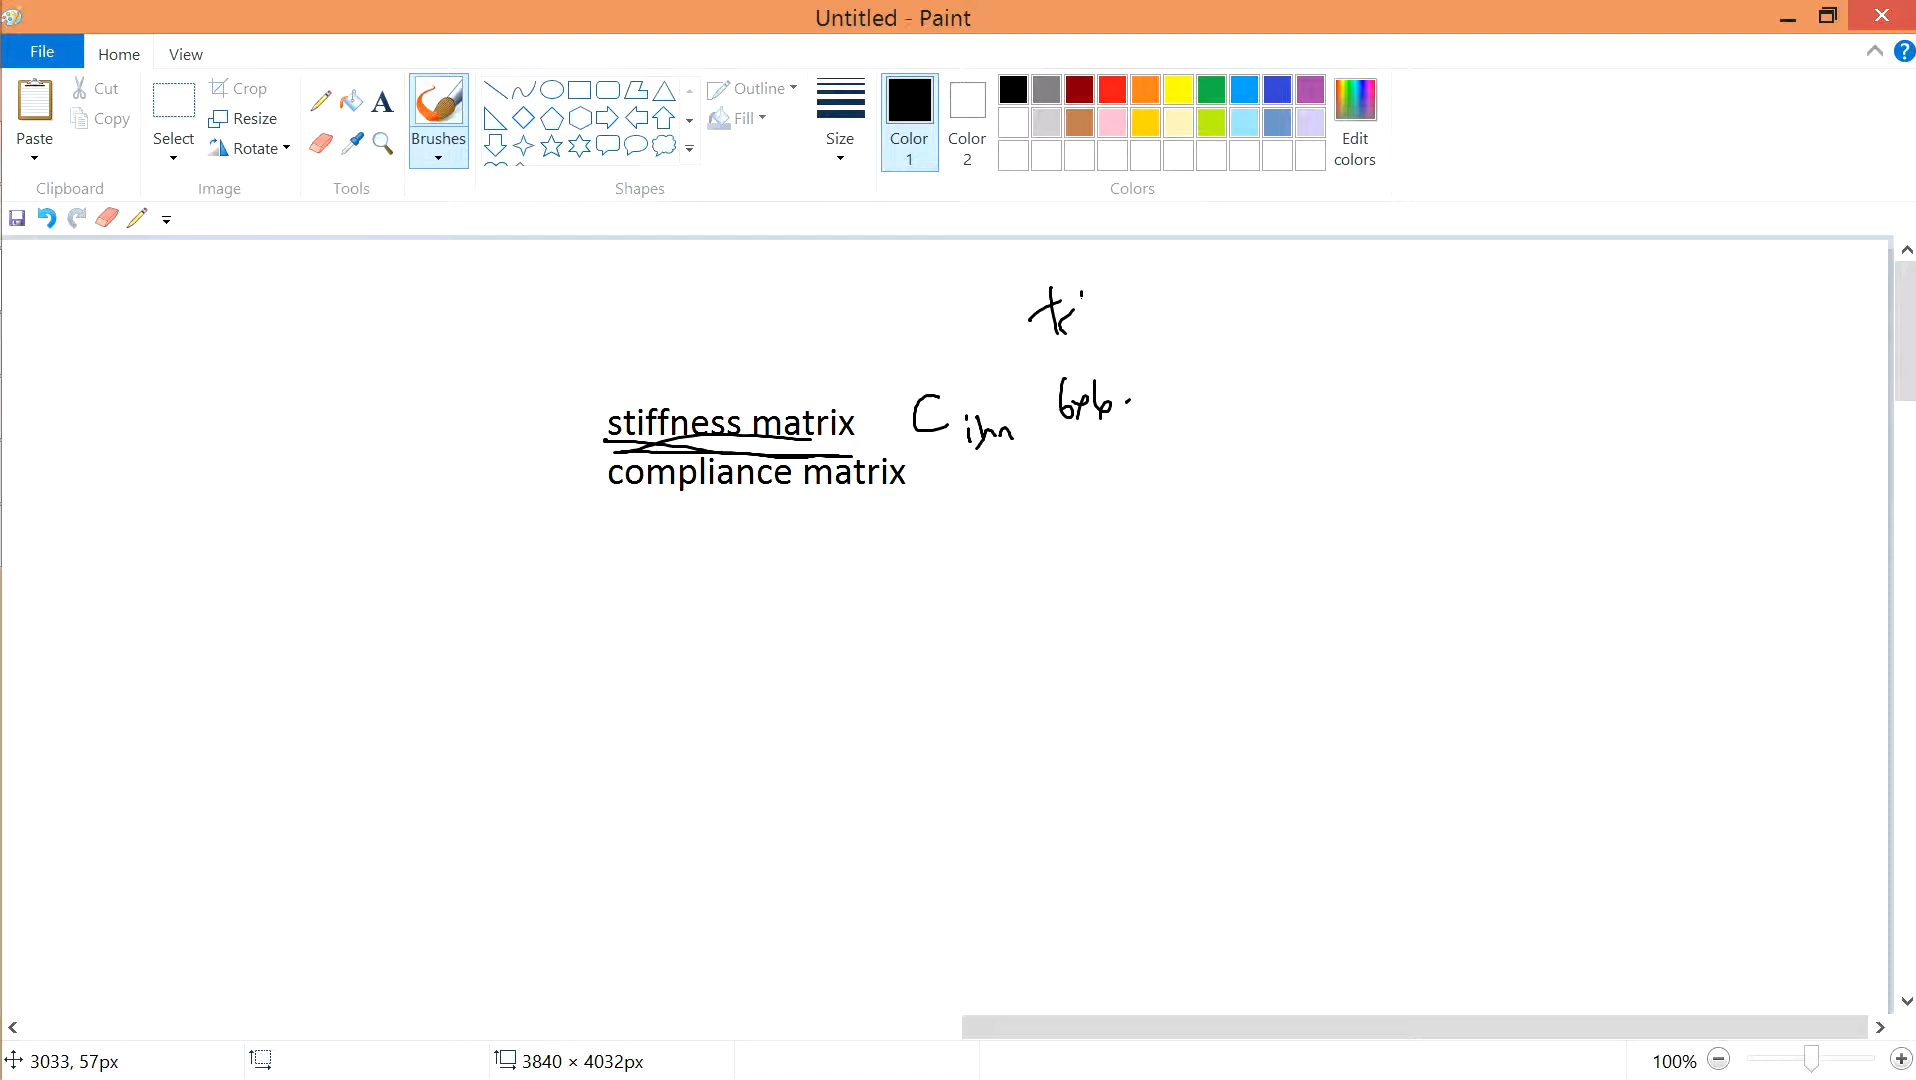 Untitled - Paint
File Home View
Paste
Cut
Copy
Clipboard
Select
Crop
Resize
Rotate
Image
Tools
Brushes
Shapes
Outline
Fill
Size
Color 1
Color 2
Edit colors
Colors
6x6.
stiffness matrix C
compliance matrix
3033, 57px
3840 × 4032px
100%